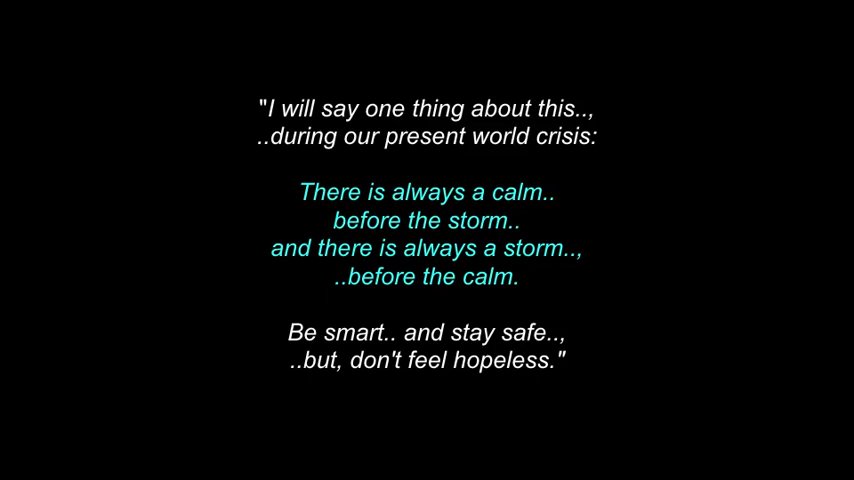 "I will say one thing about this..,
..during our present world crisis:
There is always a calm..
before the storm..
and there is always a storm..,
..before the calm.
Be smart.. and stay safe..,
..but, don't feel hopeless."